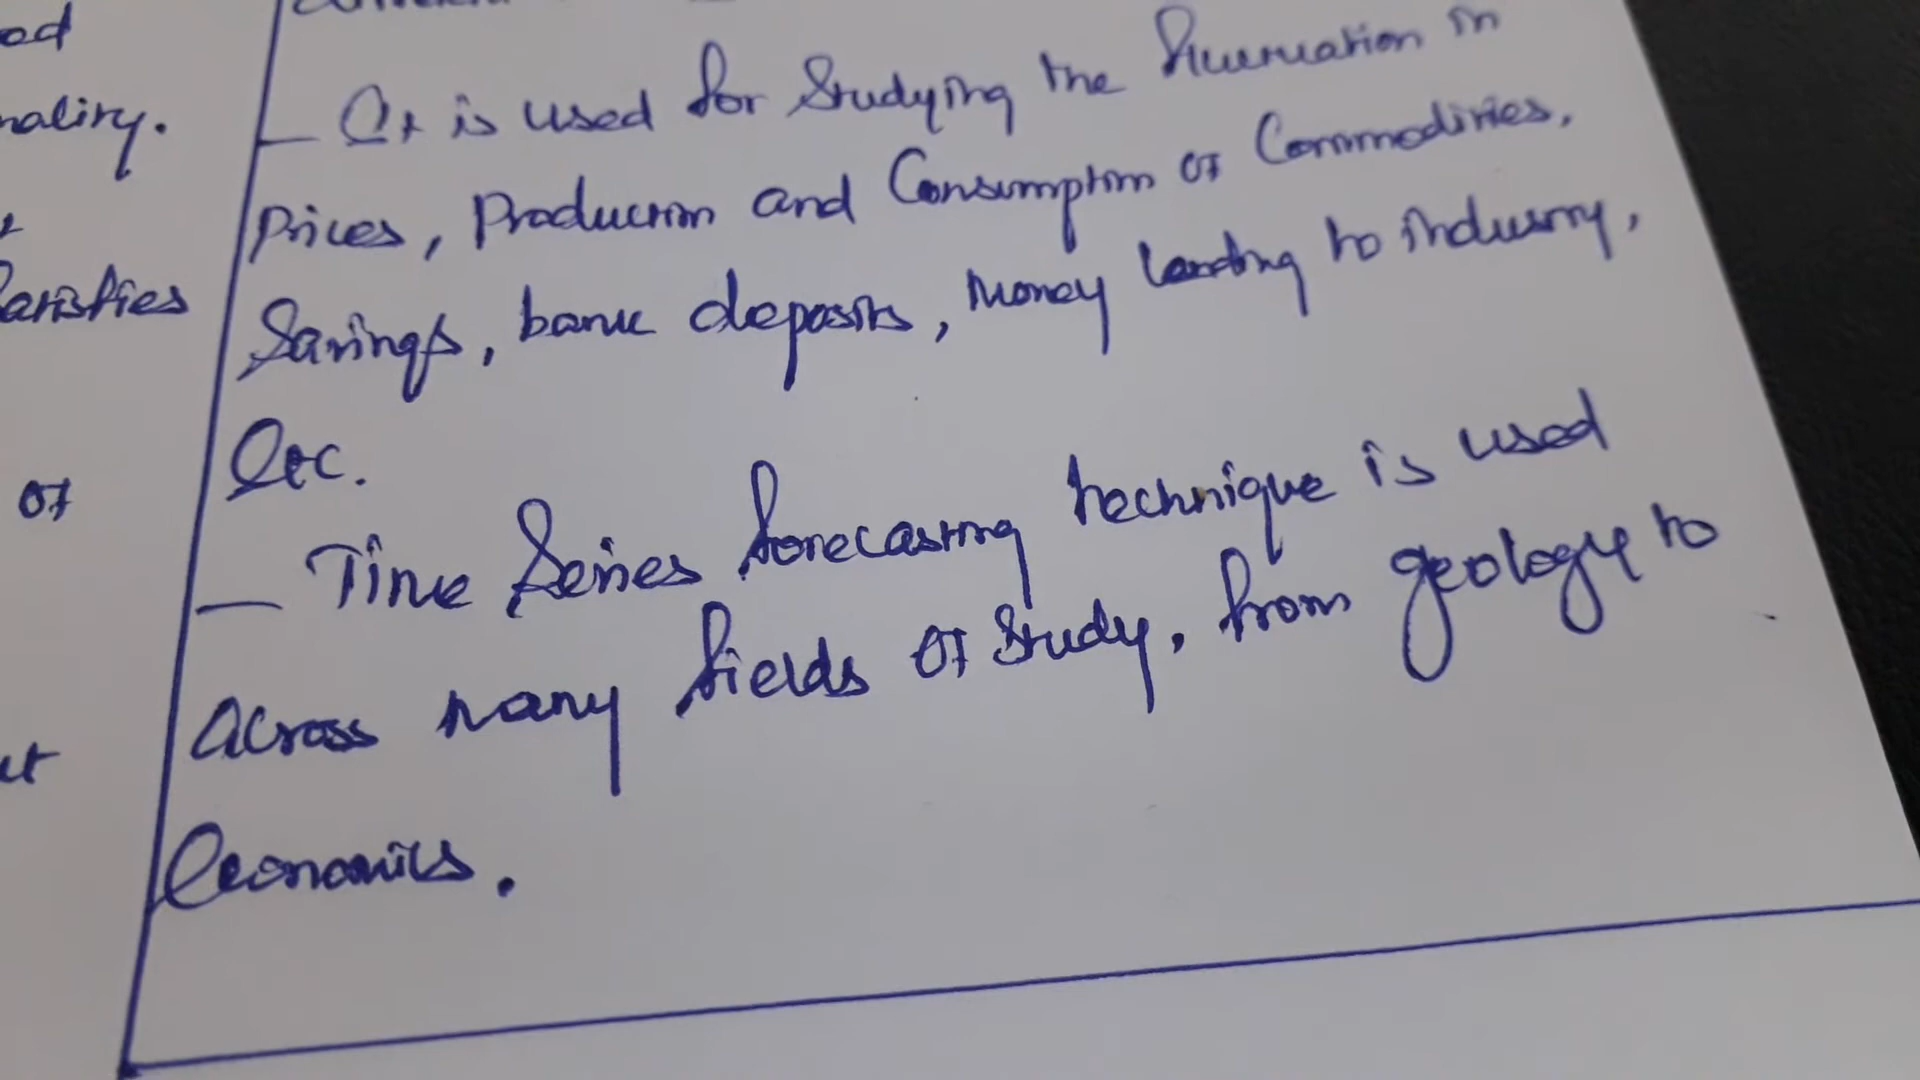 - It is used for Studying the fluctuation in
Prices, Production and Consumption of Commodities,
Savings, bank deposits, Money lending to industry,
Etc.
- Time Series forecasting technique is used
across many fields of Study, from geology to
Economics.
of